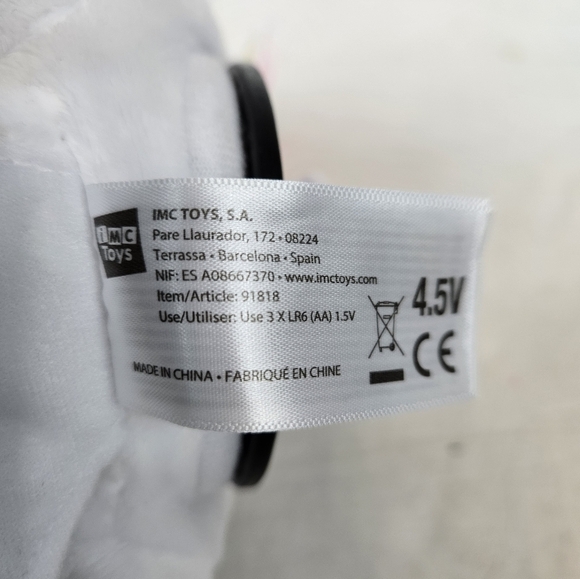 imc
Toys
IMC TOYS, S.A.
Pare Llaurador, 172 • 08224
Terrassa • Barcelona • Spain
NIF: ES A08667370 • www.imctoys.com
Item/Article: 91818
Use/Utiliser: Use 3 X LR6 (AA) 1.5V
4.5V
CE
MADE IN CHINA • FABRIQUÉ EN CHINE